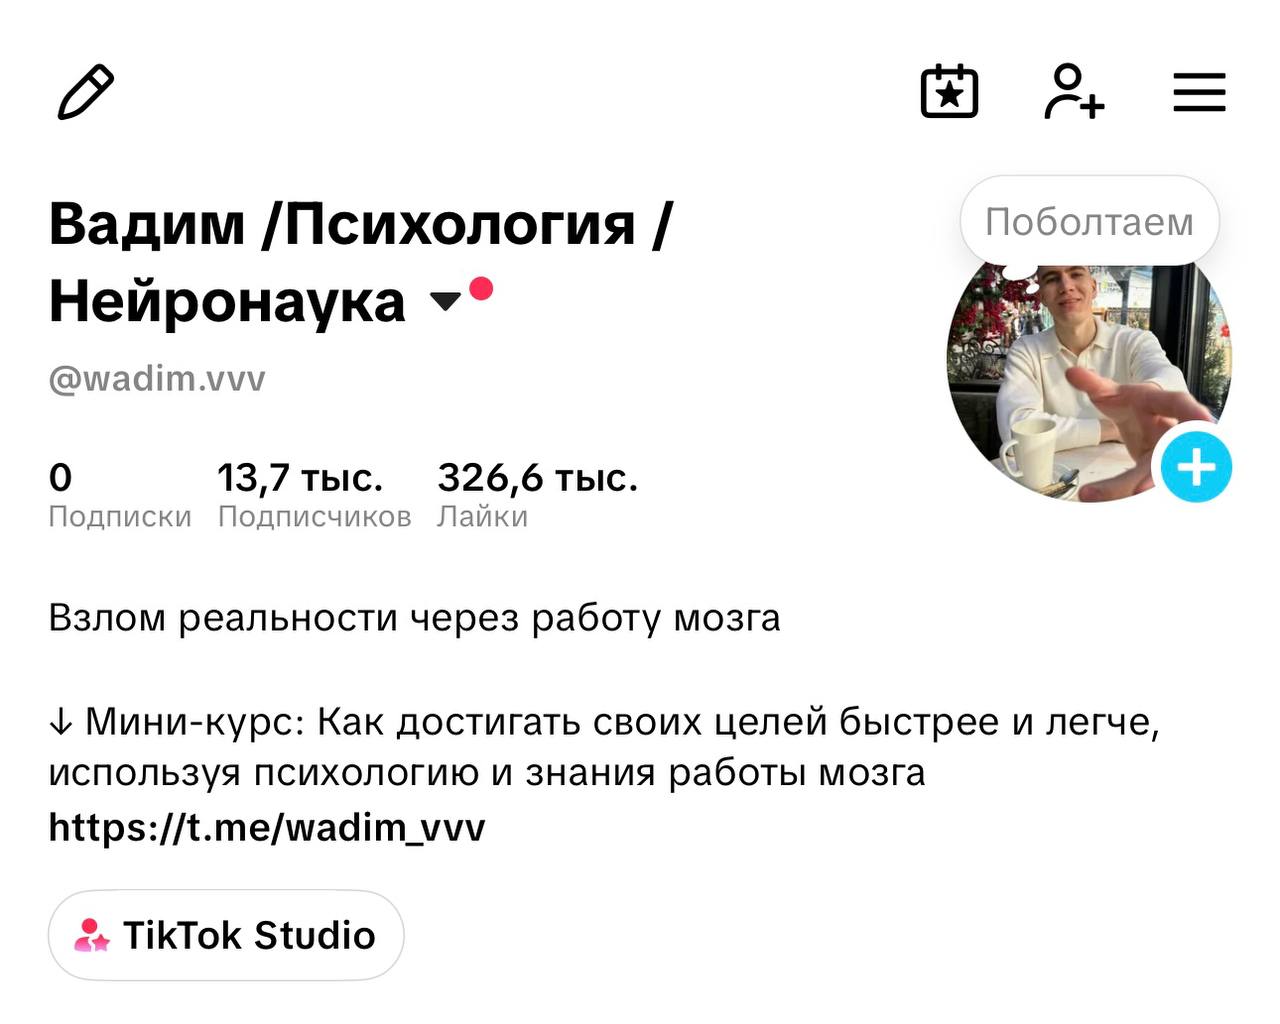 Поболтаем
Вадим /Психология /
Нейронаука
@wadim.vvv
0 13,7 тыс. 326,6 тыс.
Подписки Подписчиков Лайки
Взлом реальности через работу мозга
↓ Мини-курс: Как достигать своих целей быстрее и легче,
используя психологию и знания работы мозга
https://t.me/wadim_vvv
TikTok Studio